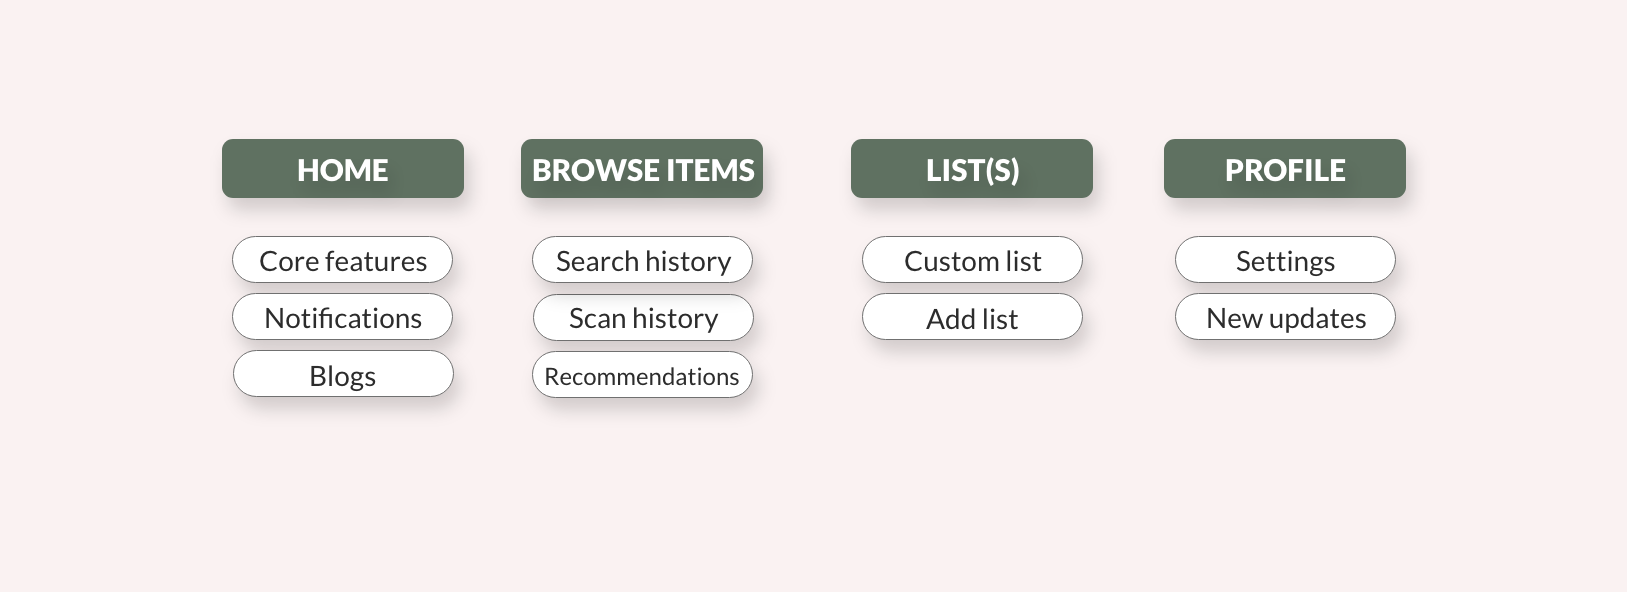 HOME
Core features
Notifications
Blogs
BROWSE ITEMS
Search history
Scan history
Recommendations
LIST(S)
Custom list
Add list
PROFILE
Settings
New updates